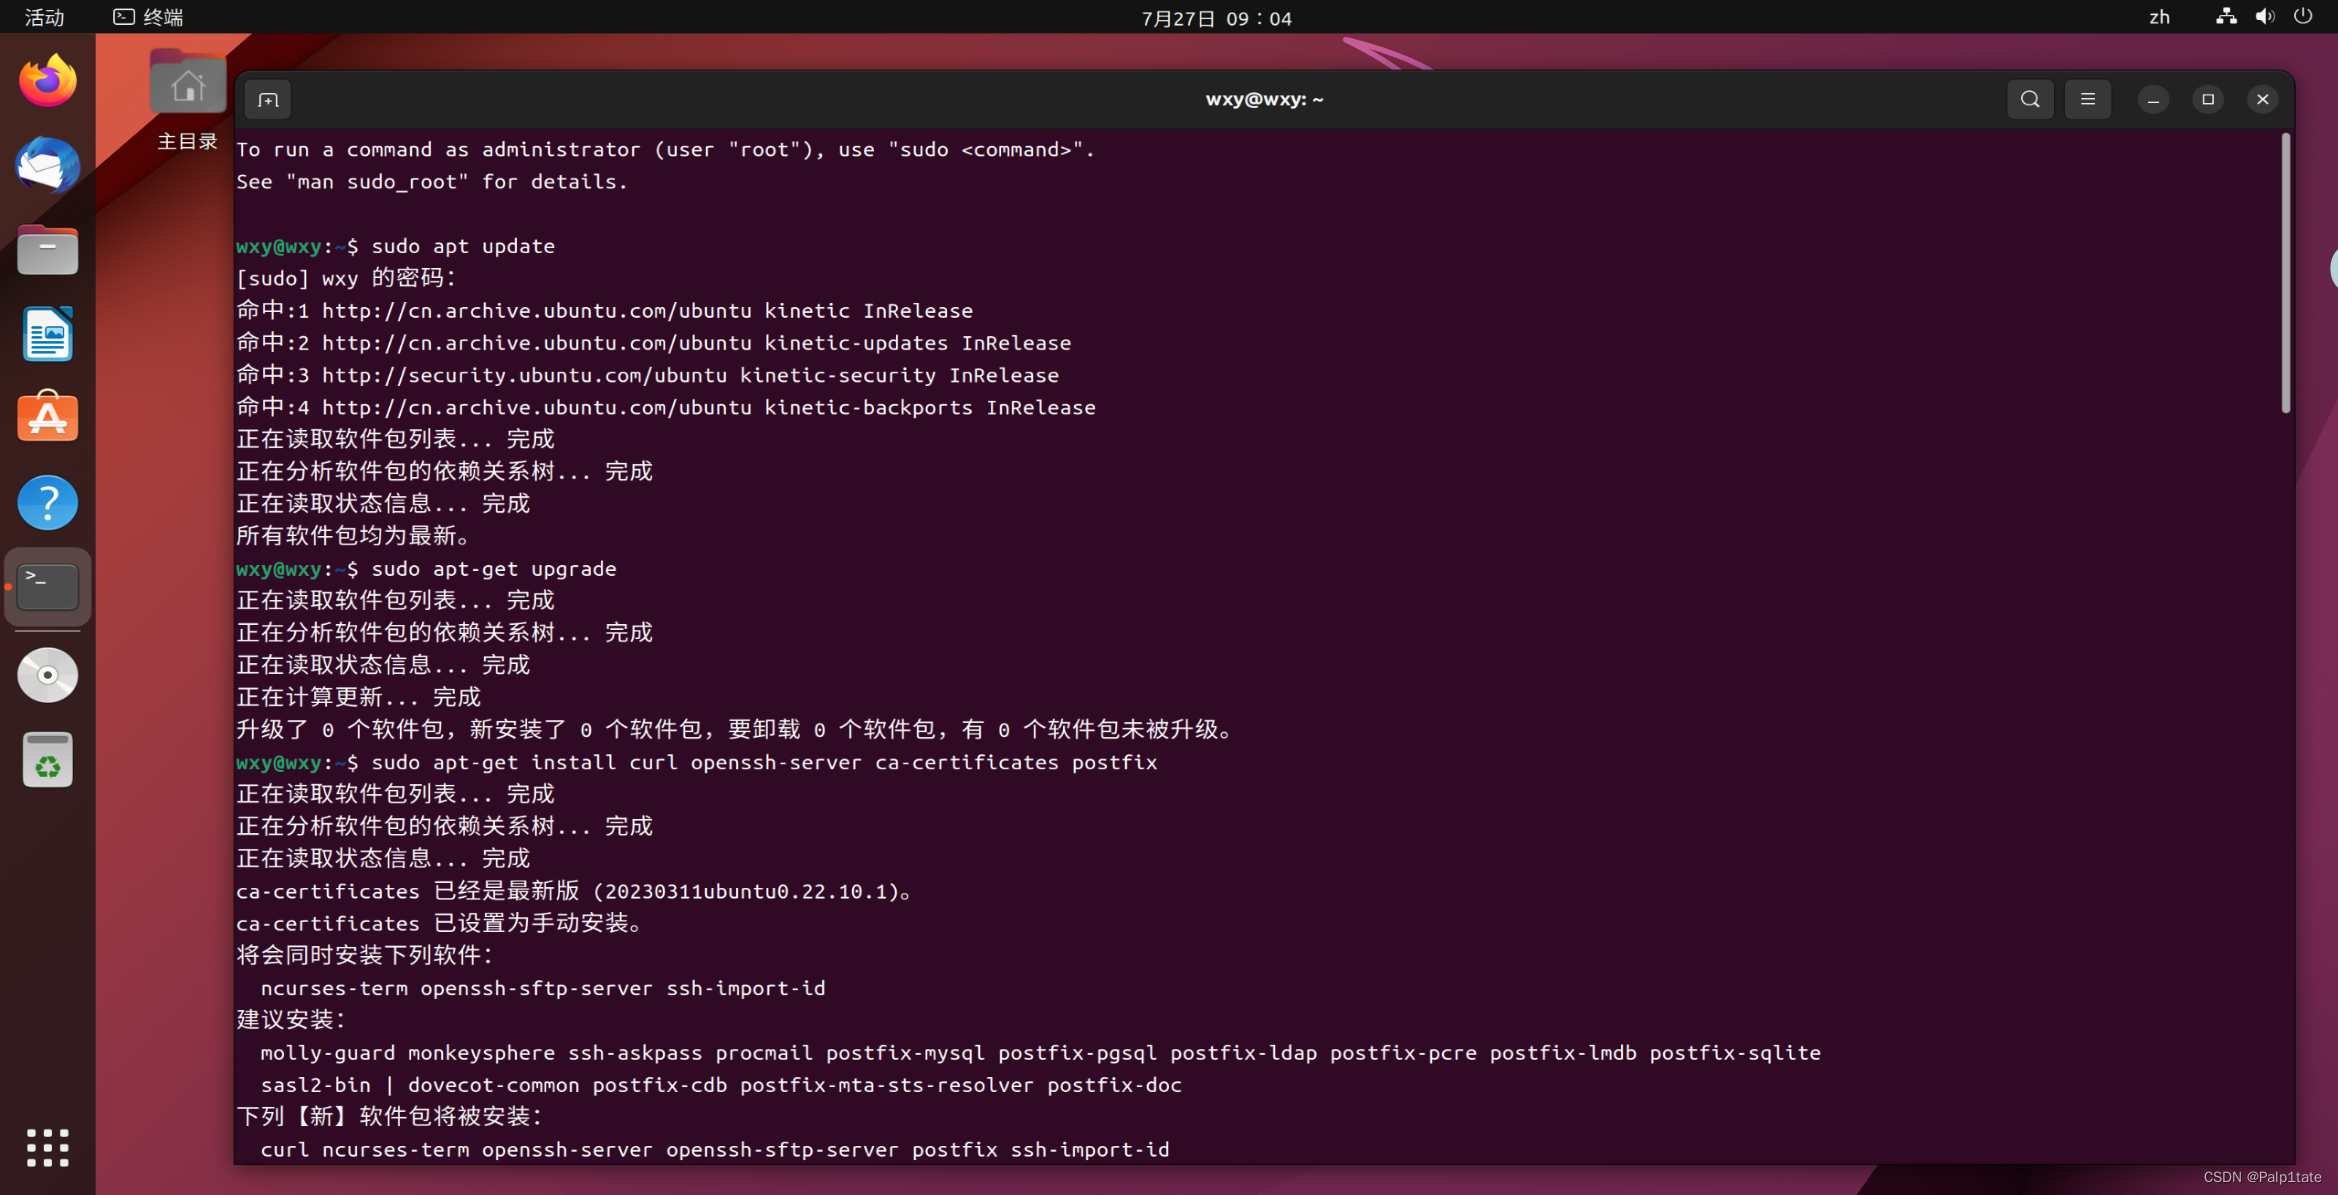 活动
终端
7月27日 09：04
zh
主目录
wxy@wxy: ~
To run a command as administrator (user "root"), use "sudo <command>".
See "man sudo_root" for details.
wxy@wxy:~$ sudo apt update
[sudo] wxy 的密码：
命中:1 http://cn.archive.ubuntu.com/ubuntu kinetic InRelease
命中:2 http://cn.archive.ubuntu.com/ubuntu kinetic-updates InRelease
命中:3 http://security.ubuntu.com/ubuntu kinetic-security InRelease
命中:4 http://cn.archive.ubuntu.com/ubuntu kinetic-backports InRelease
正在读取软件包列表... 完成
正在分析软件包的依赖关系树... 完成
正在读取状态信息... 完成
所有软件包均为最新。
wxy@wxy:~$ sudo apt-get upgrade
正在读取软件包列表... 完成
正在分析软件包的依赖关系树... 完成
正在读取状态信息... 完成
正在计算更新... 完成
升级了 0 个软件包，新安装了 0 个软件包，要卸载 0 个软件包，有 0 个软件包未被升级。
wxy@wxy:~$ sudo apt-get install curl openssh-server ca-certificates postfix
正在读取软件包列表... 完成
正在分析软件包的依赖关系树... 完成
正在读取状态信息... 完成
ca-certificates 已经是最新版 (20230311ubuntu0.22.10.1)。
ca-certificates 已设置为手动安装。
将会同时安装下列软件：
  ncurses-term openssh-sftp-server ssh-import-id
建议安装：
  molly-guard monkeysphere ssh-askpass procmail postfix-mysql postfix-pgsql postfix-ldap postfix-pcre postfix-lmdb postfix-sqlite
  sasl2-bin | dovecot-common postfix-cdb postfix-mta-sts-resolver postfix-doc
下列【新】软件包将被安装：
  curl ncurses-term openssh-server openssh-sftp-server postfix ssh-import-id
CSDN @Palp1tate